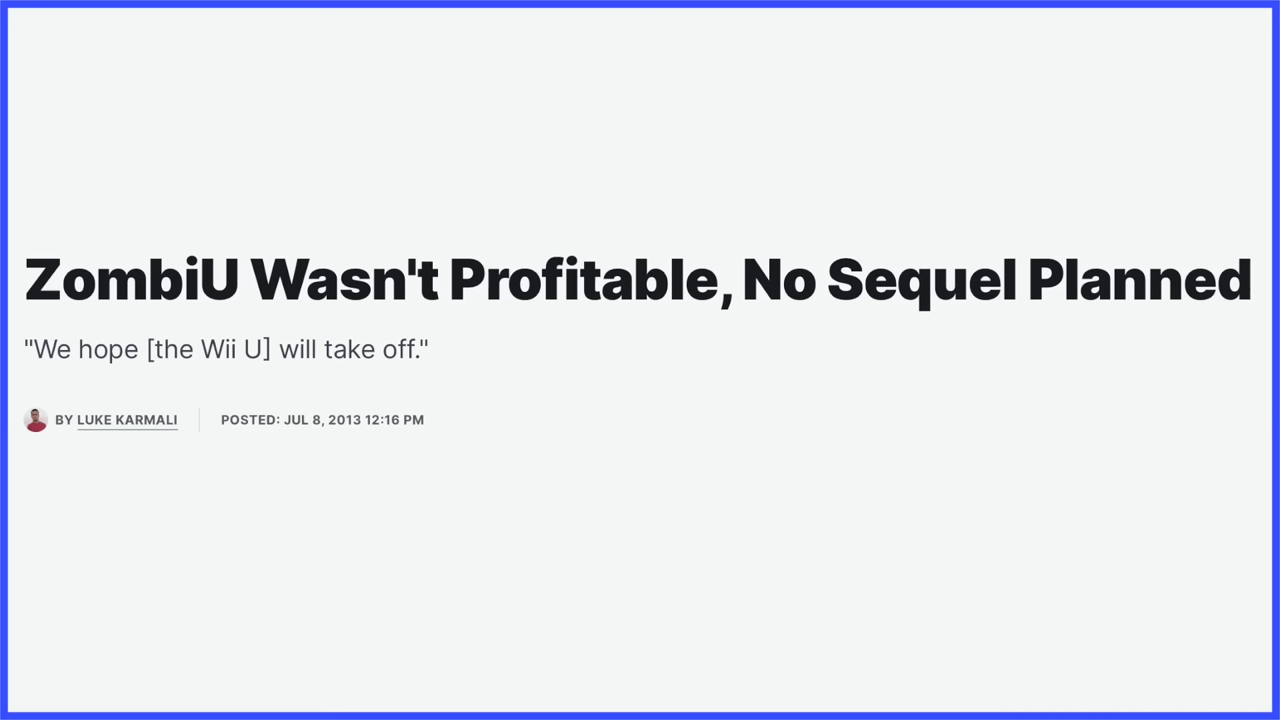 ZombiU Wasn't Profitable, No Sequel Planned
"We hope [the Wii U] will take off."
BY LUKE KARMALI POSTED: JUL 8, 2013 12:16 PM